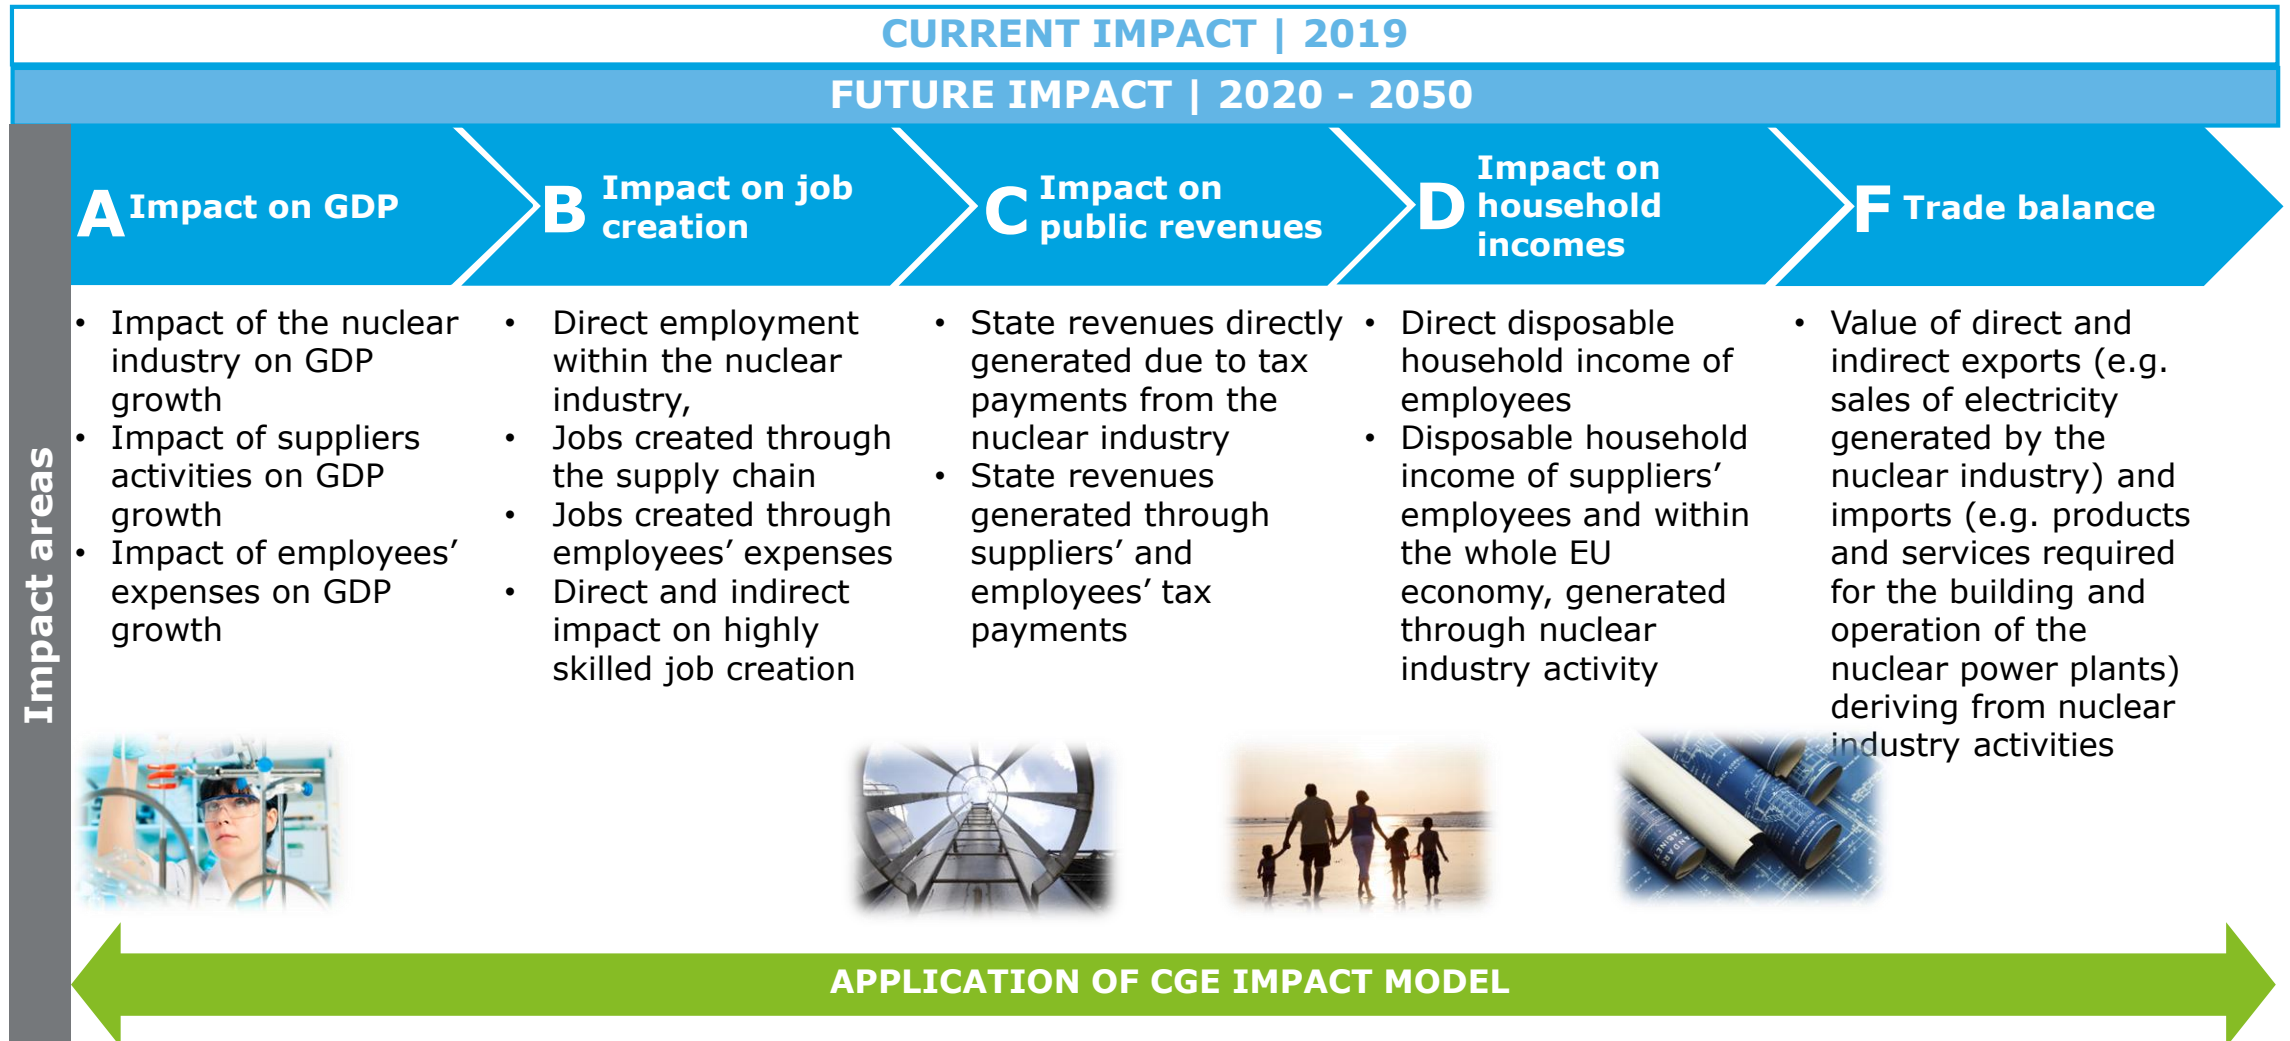 CURRENT IMPACT | 2019
FUTURE IMPACT | 2020 - 2050
Impact areas
A Impact on GDP
• Impact of the nuclear
industry on GDP
growth
• Impact of suppliers
activities on GDP
growth
• Impact of employees’
expenses on GDP
growth
B Impact on job
creation
• Direct employment
within the nuclear
industry,
• Jobs created through
the supply chain
• Jobs created through
employees’ expenses
• Direct and indirect
impact on highly
skilled job creation
C Impact on
public revenues
• State revenues directly
generated due to tax
payments from the
nuclear industry
• State revenues
generated through
suppliers’ and
employees’ tax
payments
D Impact on
household
incomes
• Direct disposable
household income of
employees
• Disposable household
income of suppliers’
employees and within
the whole EU
economy, generated
through nuclear
industry activity
F Trade balance
• Value of direct and
indirect exports (e.g.
sales of electricity
generated by the
nuclear industry) and
imports (e.g. products
and services required
for the building and
operation of the
nuclear power plants)
deriving from nuclear
industry activities
APPLICATION OF CGE IMPACT MODEL